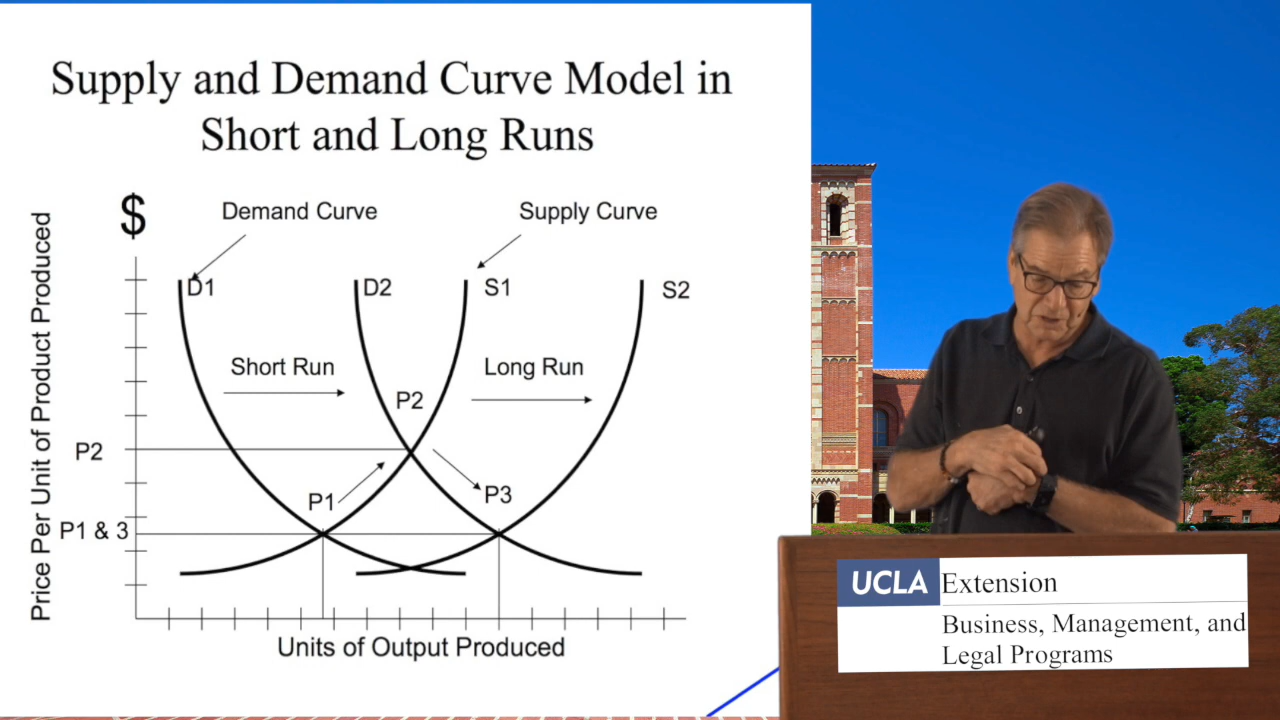 Supply and Demand Curve Model in
Short and Long Runs
$
Demand Curve
Supply Curve
D1
D2
S1
S2
Short Run
Long Run
P2
P2
P1
P3
P1 & 3
Price Per Unit of Product Produced
Units of Output Produced
UCLA Extension
Business, Management, and
Legal Programs